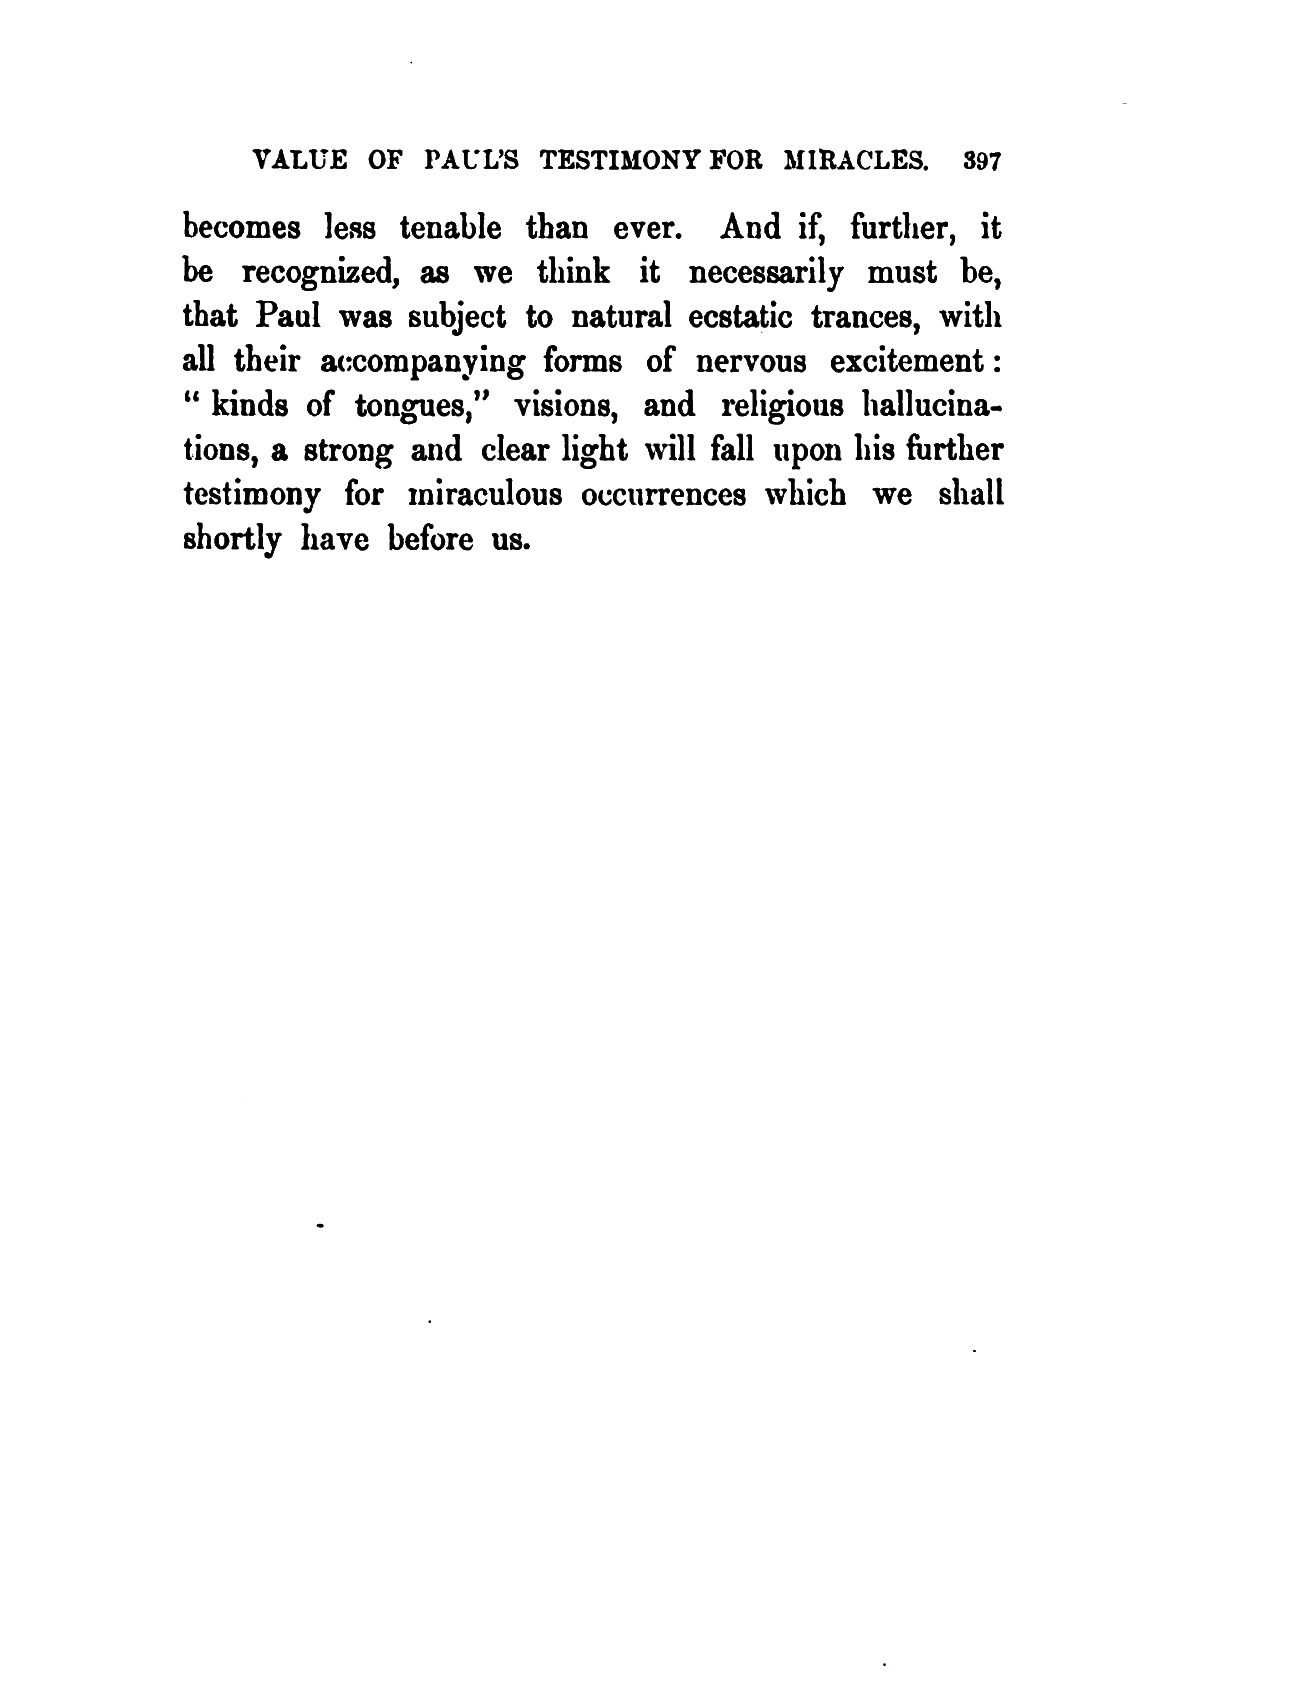 VALUE OF PAUL'S TESTIMONY FOR MIRACLES. 397
becomes less tenable than ever. And if, further, it
be recognized, as we think it necessarily must be,
that Paul was subject to natural ecstatic trances, with
all their accompanying forms of nervous excitement :
“ kinds of tongues,” visions, and religious hallucina-
tions, a strong and clear light will fall upon his further
testimony for miraculous occurrences which we shall
shortly have before us.